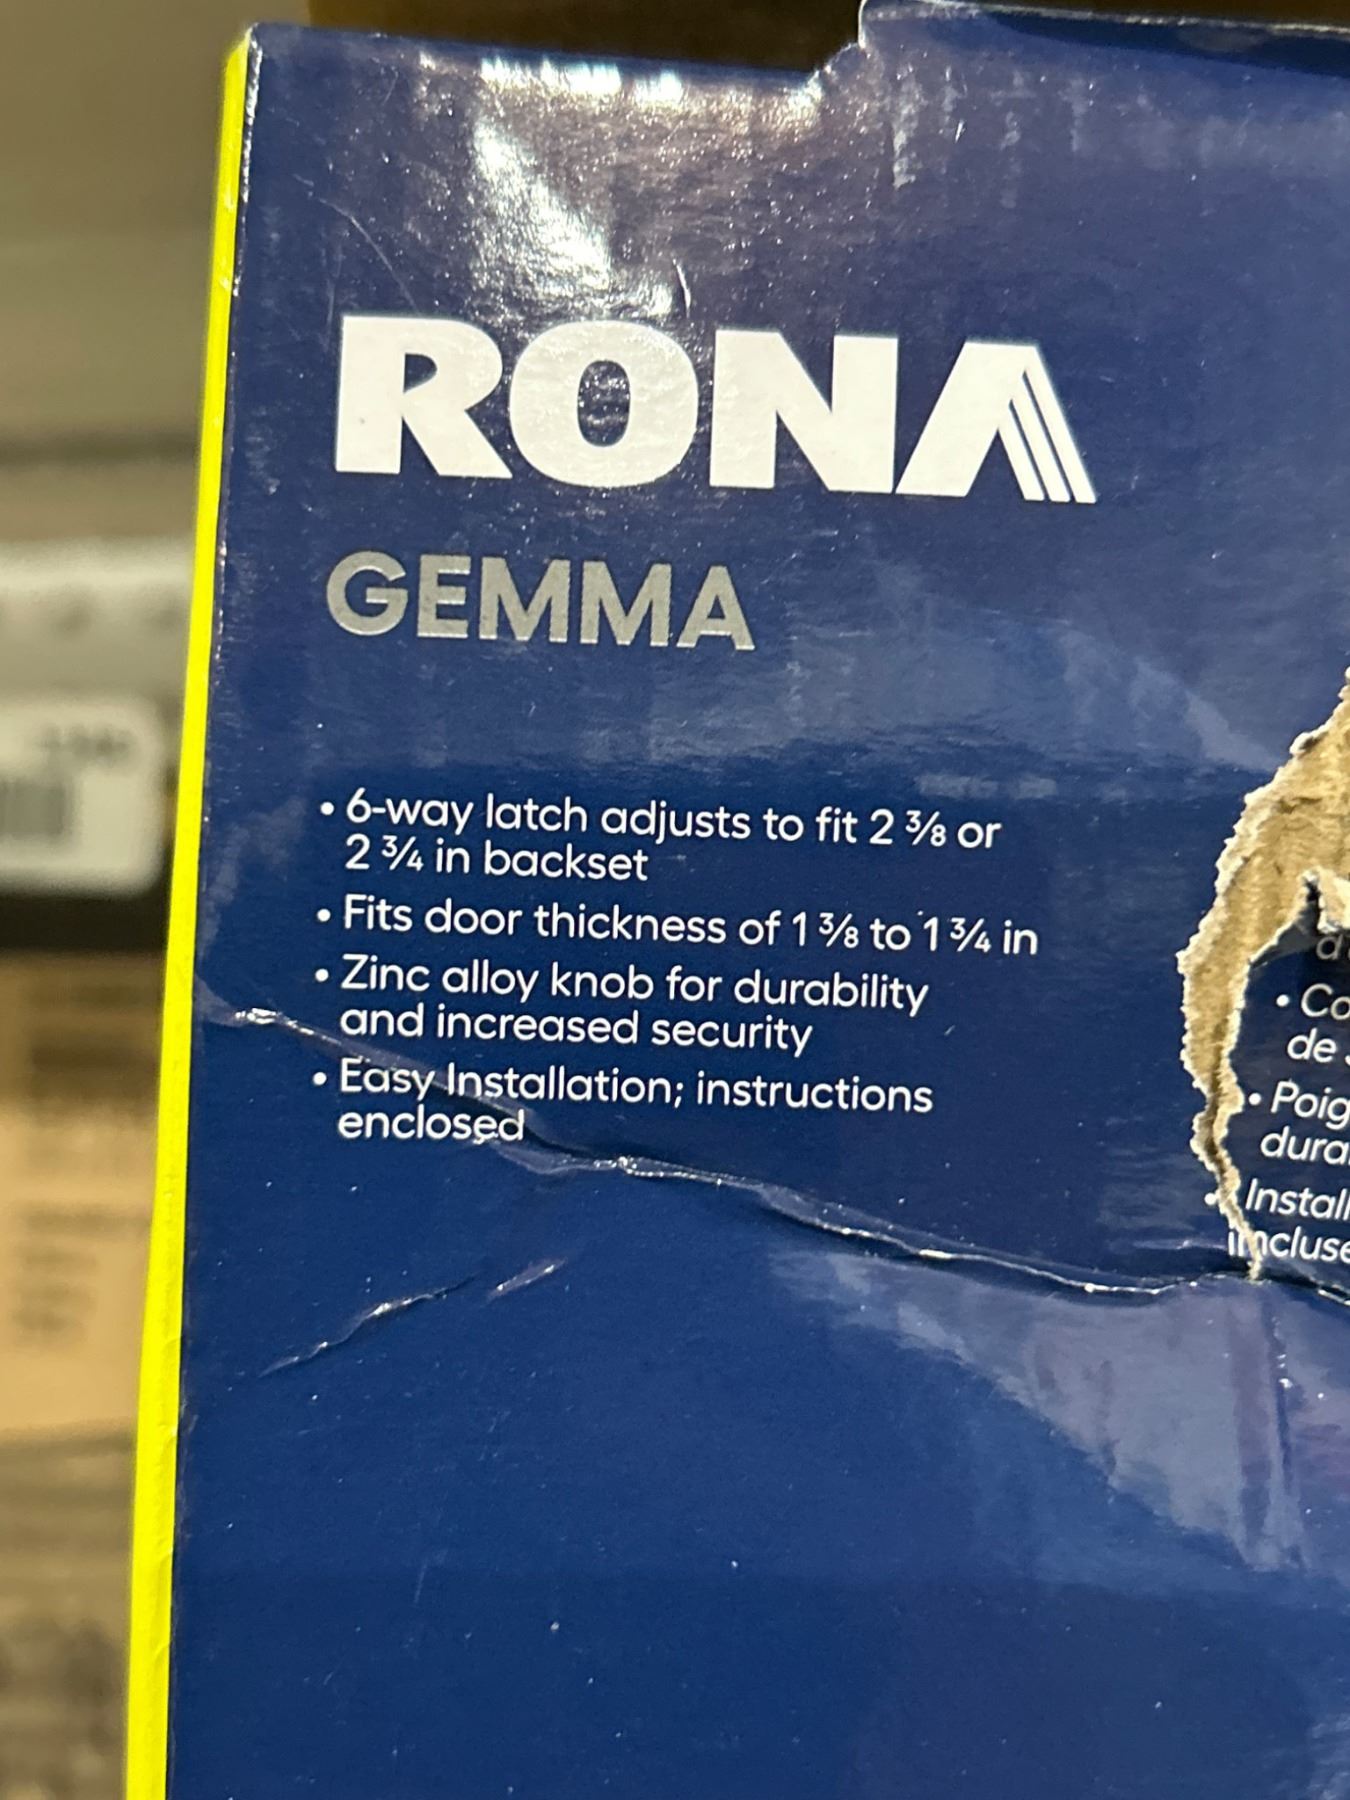 RONA
GEMMA
• 6-way latch adjusts to fit 2 3/8 or
2 3/4 in backset
• Fits door thickness of 1 3/8 to 1 3/4 in
• Zinc alloy knob for durability
and increased security
• Easy Installation; instructions
enclosed
• Co
de
• Poig
dura
• Install
incluse